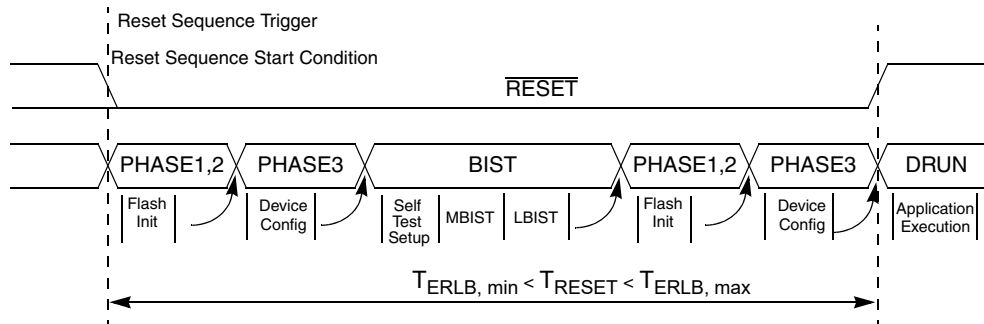 Reset Sequence Trigger
Reset Sequence Start Condition
RESET
PHASE1,2 PHASE3 BIST PHASE1,2 PHASE3 DRUN
Flash Init
Device Config
Self Test Setup
MBIST
LBIST
Flash Init
Device Config
Application Execution
TERLB, min < TRESET < TERLB, max